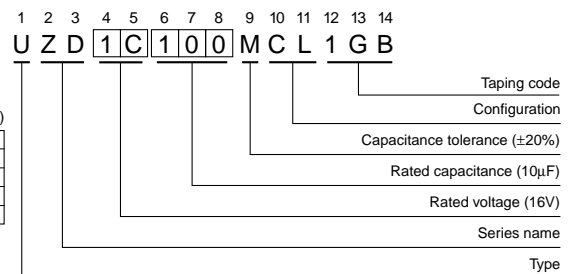 1 2 3 4 5 6 7 8 9 10 11 12 13 14
U Z D 1 C 1 0 0 M C L 1 G B
Taping code
Configuration
)
Capacitance tolerance (±20%)
Rated capacitance (10µF)
Rated voltage (16V)
Series name
Type